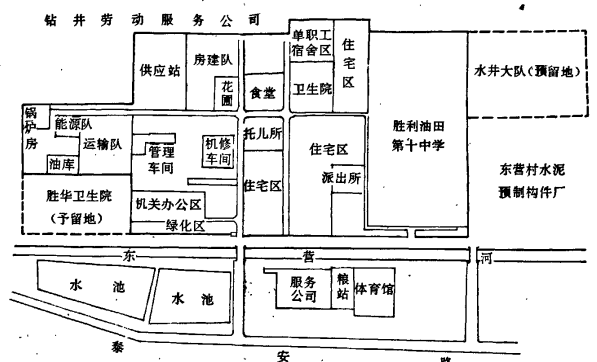 钻井劳动服务公司
供应站
房建队
花圃
食堂
单职工
宿舍区
卫生院
住宅区
水井大队（预留地）
锅炉房
能源队
运输队
油库
管理
车间
机修
车间
托儿所
住宅区
住宅区
派出所
胜利油田
第十中学
东营村水泥
预制构件厂
胜华卫生院
（予留地）
机关办公区
绿化区
东营河
水池
水池
服务
公司
粮站
体育馆
黎安路